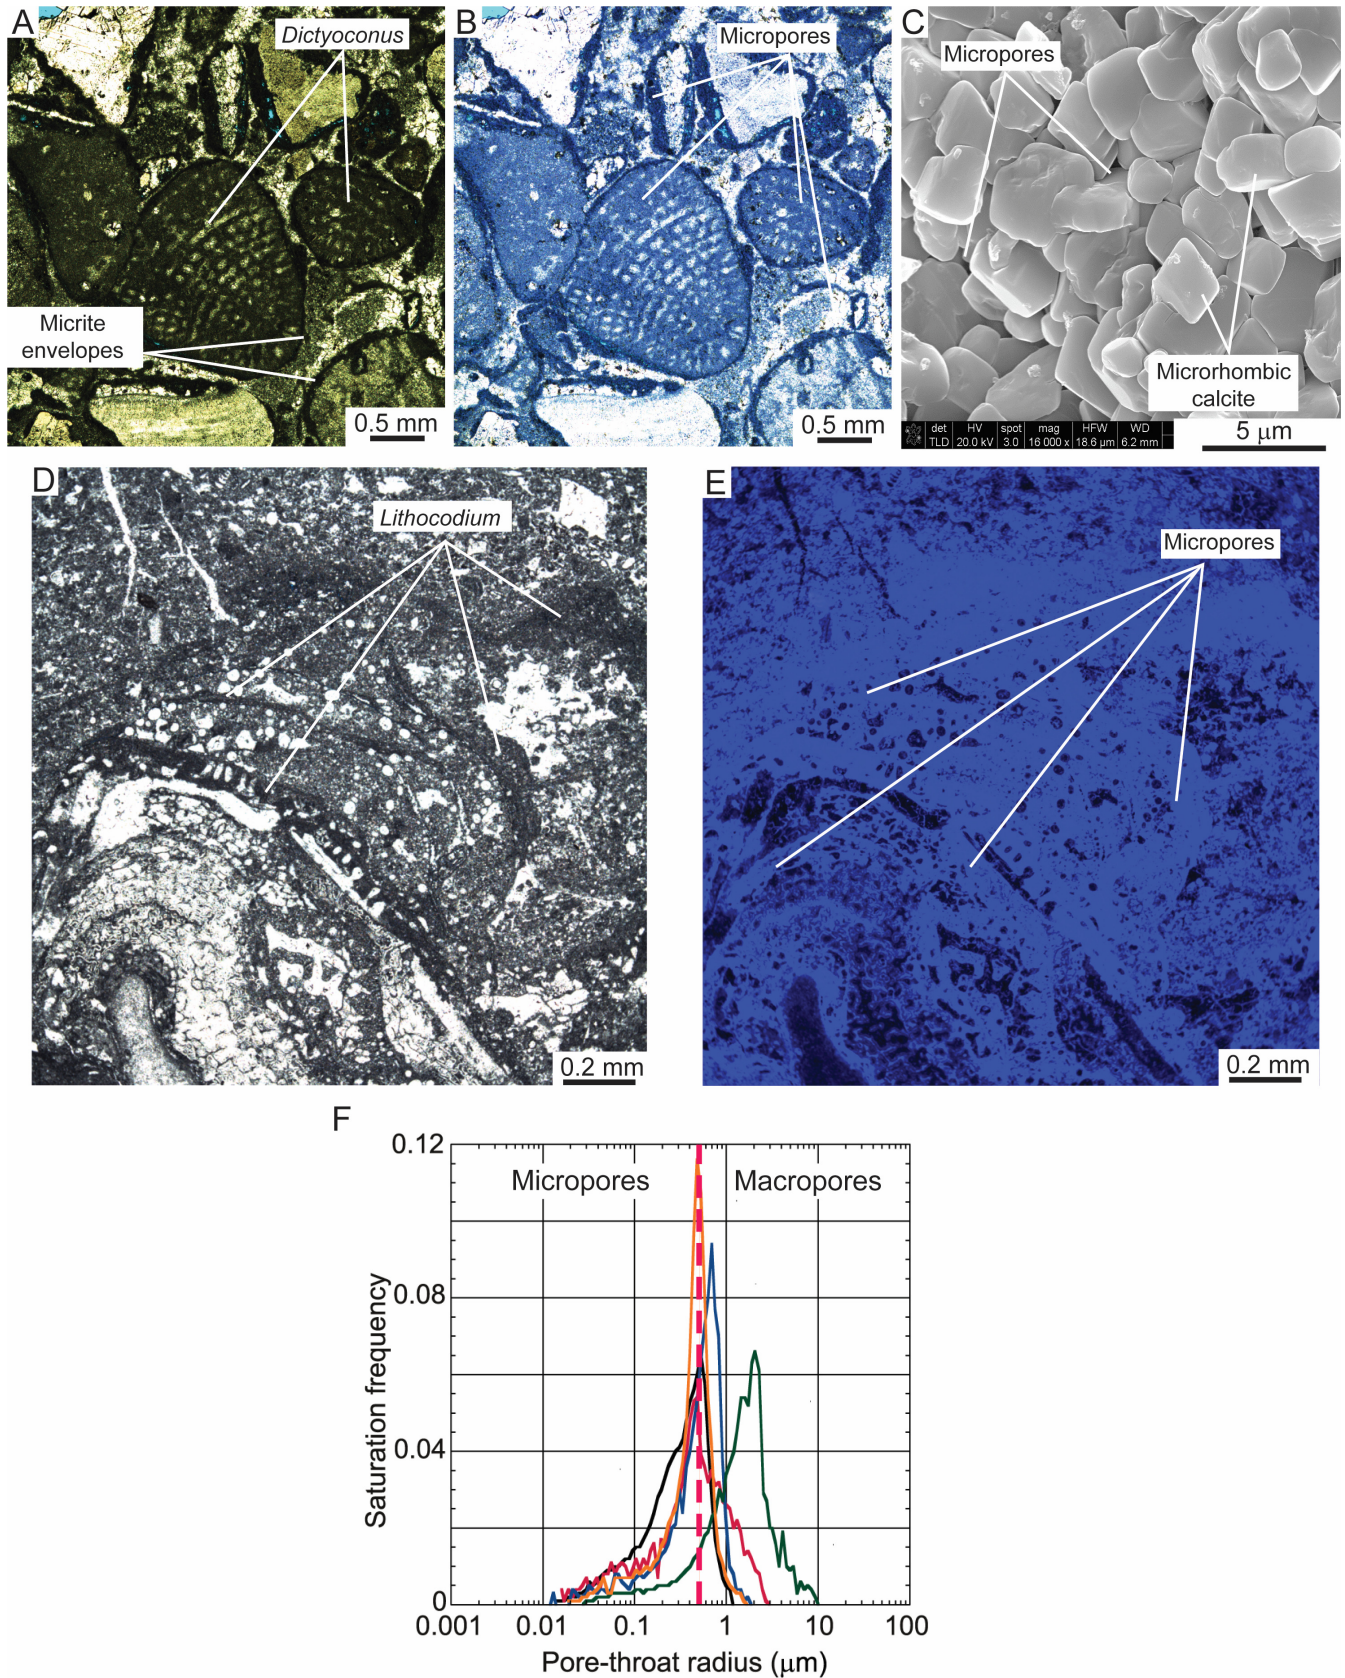 A
Dictyoconus
Micrite
envelopes
0.5 mm
B
Micropores
0.5 mm
C
Micropores
Microrhombic
calcite
det HV spot mag HFW WD
TLD 20.0 kV 3.0 16 000 x 18.6 µm 6.2 mm
5 µm
D
Lithocodium
0.2 mm
E
Micropores
0.2 mm
F
Micropores
Macropores
Saturation frequency
0.12
0.08
0.04
0
0.001 0.01 0.1 1 10 100
Pore-throat radius (µm)